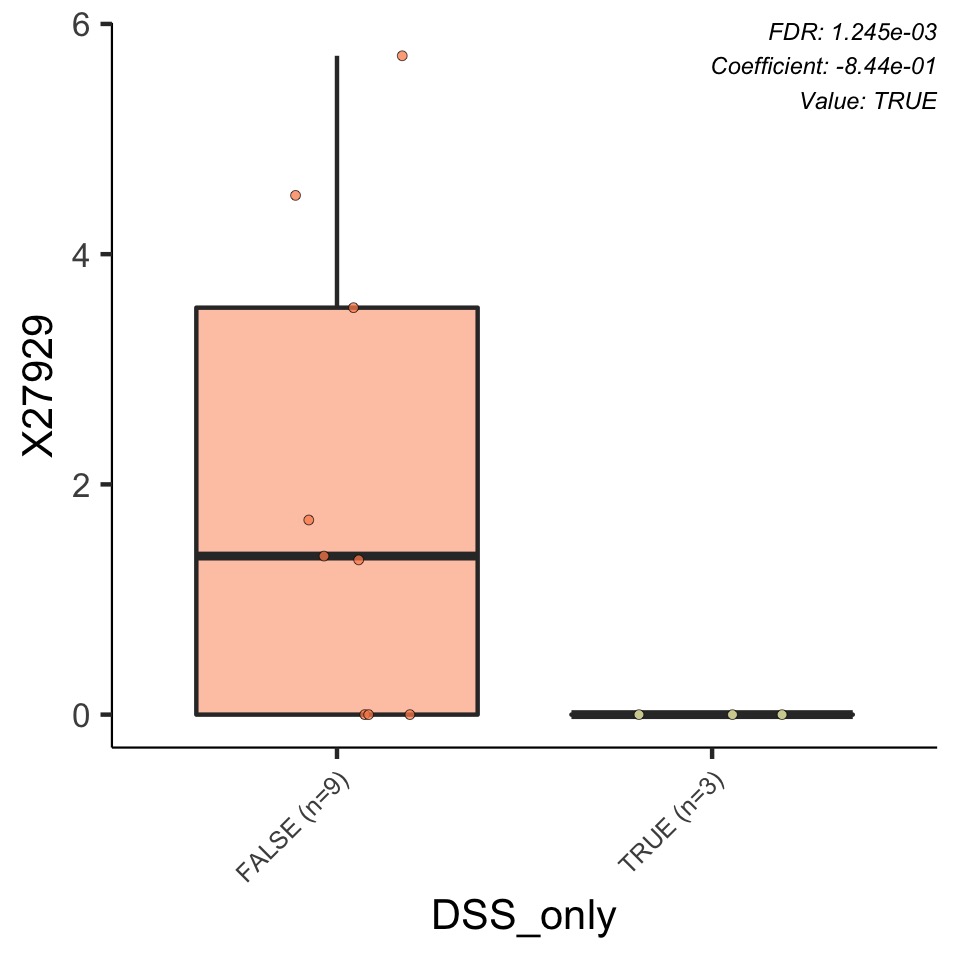 FDR: 1.245e-03
Coefficient: -8.44e-01
Value: TRUE
6
4
2
0
X27929
FALSE (n=9)
TRUE (n=3)
DSS_only